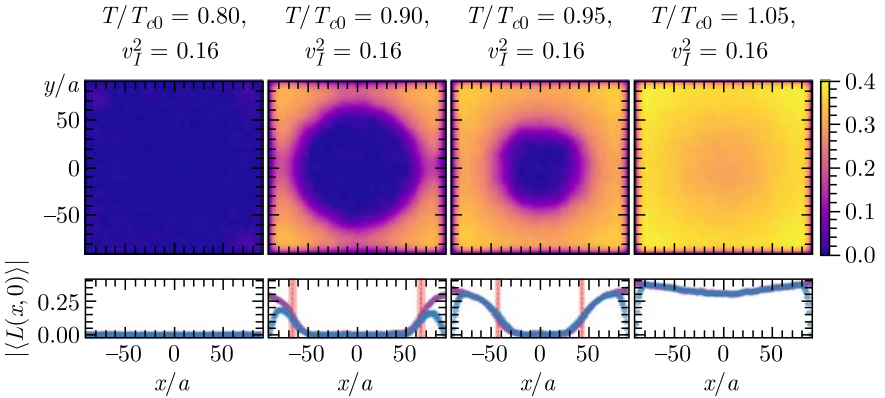 T/T_{c0} = 0.80, T/T_{c0} = 0.90, T/T_{c0} = 0.95, T/T_{c0} = 1.05,
v_I^2 = 0.16 v_I^2 = 0.16 v_I^2 = 0.16 v_I^2 = 0.16
y/a 0.4
50 0.3
0 0.2
−50 0.1
0.0
|⟨L(x,0)⟩|
0.25
0.00
−50 0 50 −50 0 50 −50 0 50 −50 0 50
x/a x/a x/a x/a